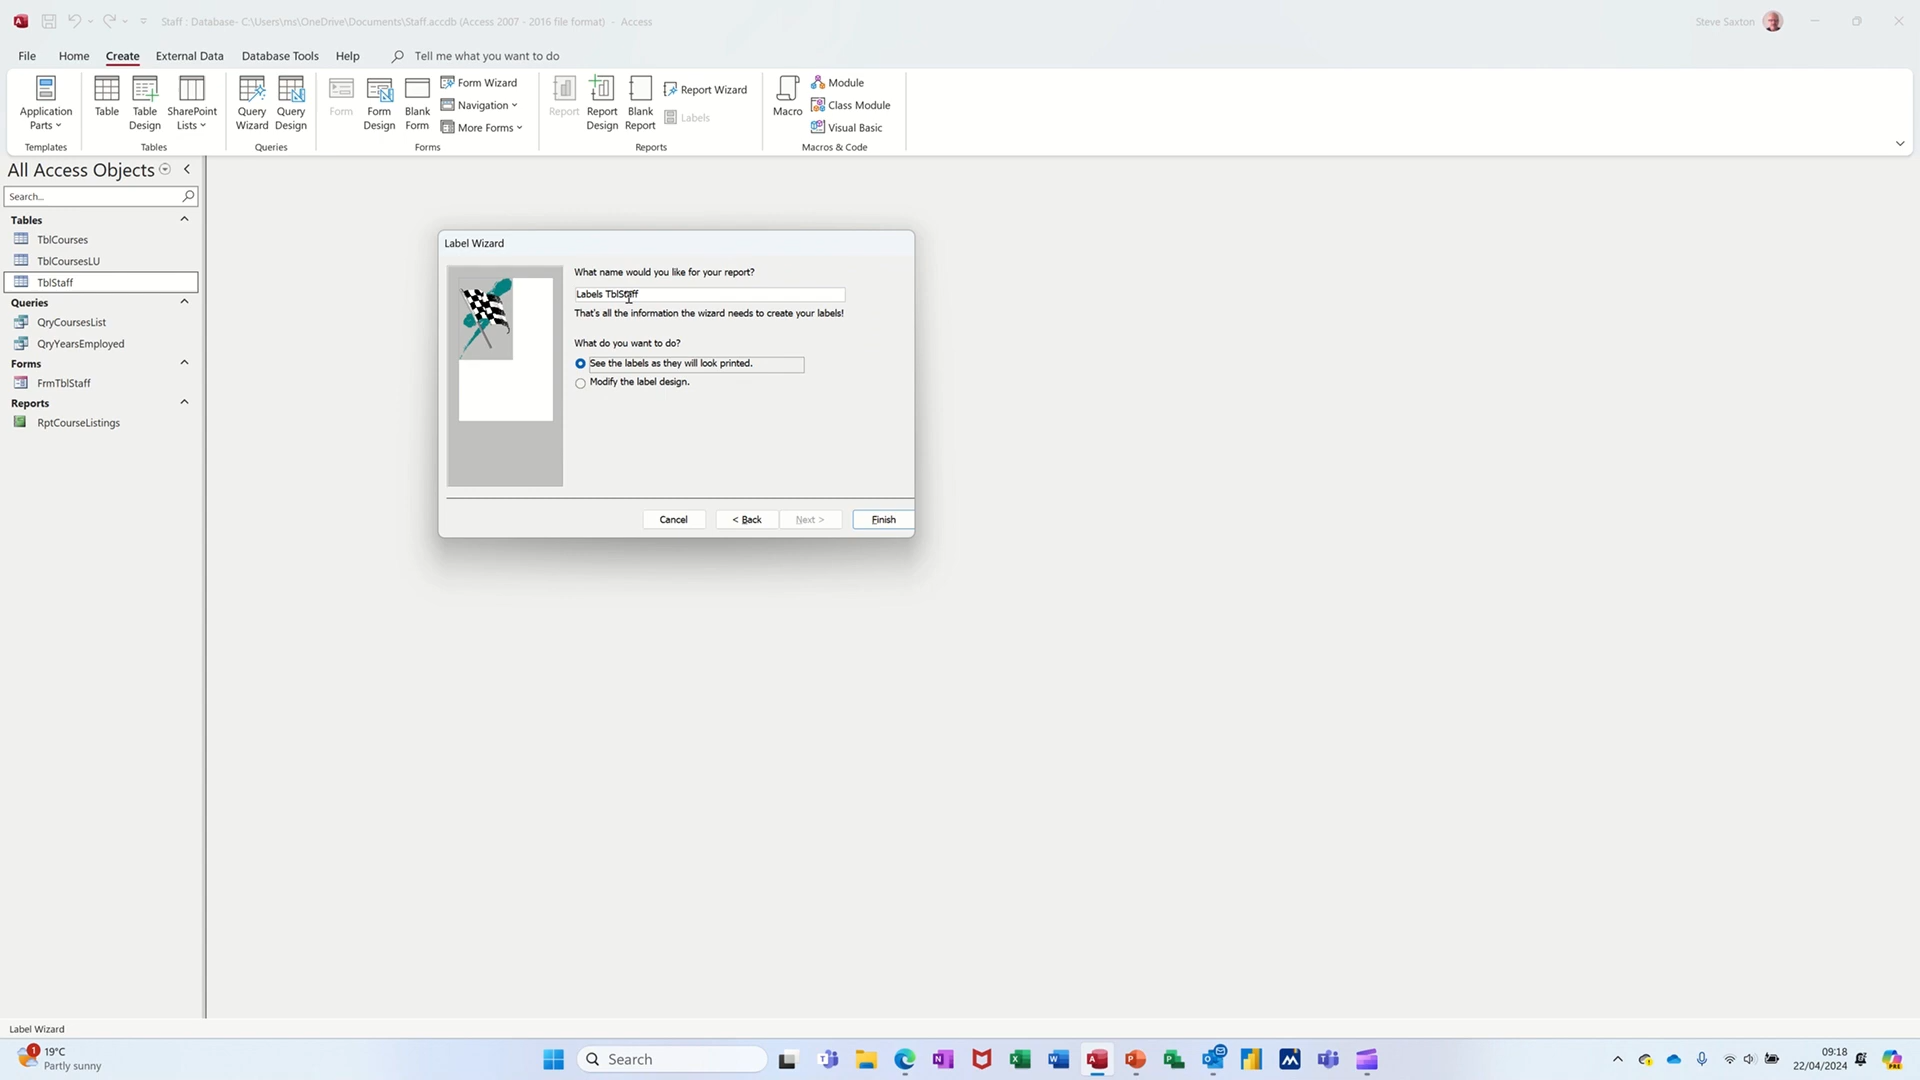 Staff : Database- C:\Users\ms\OneDrive\Documents\Staff.accdb (Access 2007 - 2016 file format) - Access
Steve Saxton
File Home Create External Data Database Tools Help Tell me what you want to do
Application Parts
Templates
Table
Table Design
SharePoint Lists
Tables
Query Wizard
Query Design
Queries
Form
Form Design
Blank Form
Form Wizard
Navigation
More Forms
Forms
Report
Report Design
Blank Report
Report Wizard
Labels
Reports
Macro
Module
Class Module
Visual Basic
Macros & Code
All Access Objects
Search...
Tables
TblCourses
TblCoursesLU
TblStaff
Queries
QryCoursesList
QryYearsEmployed
Forms
FrmTblStaff
Reports
RptCourseListings
Label Wizard
What name would you like for your report?
Labels TblStaff
That's all the information the wizard needs to create your labels!
What do you want to do?
See the labels as they will look printed.
Modify the label design.
Cancel < Back Next > Finish
Label Wizard
1
19°C
Partly sunny
Search
09:18
22/04/2024